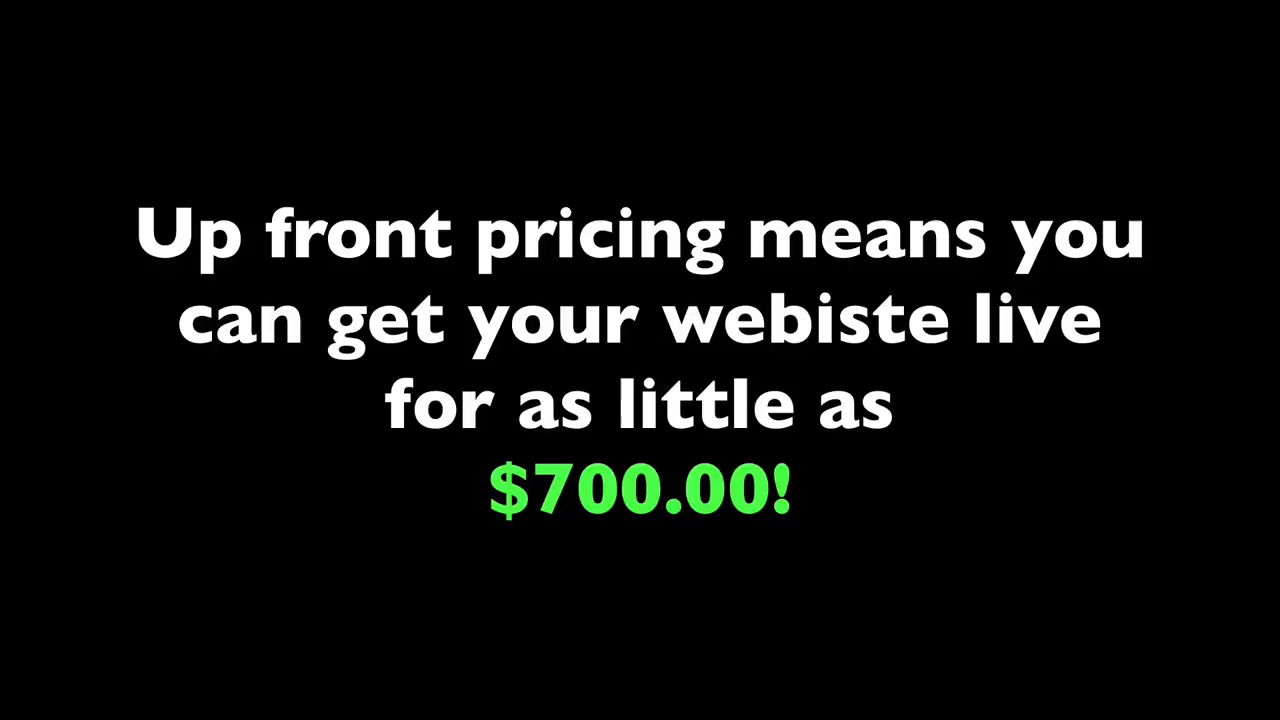 Up front pricing means you
can get your webiste live
for as little as
$700.00!